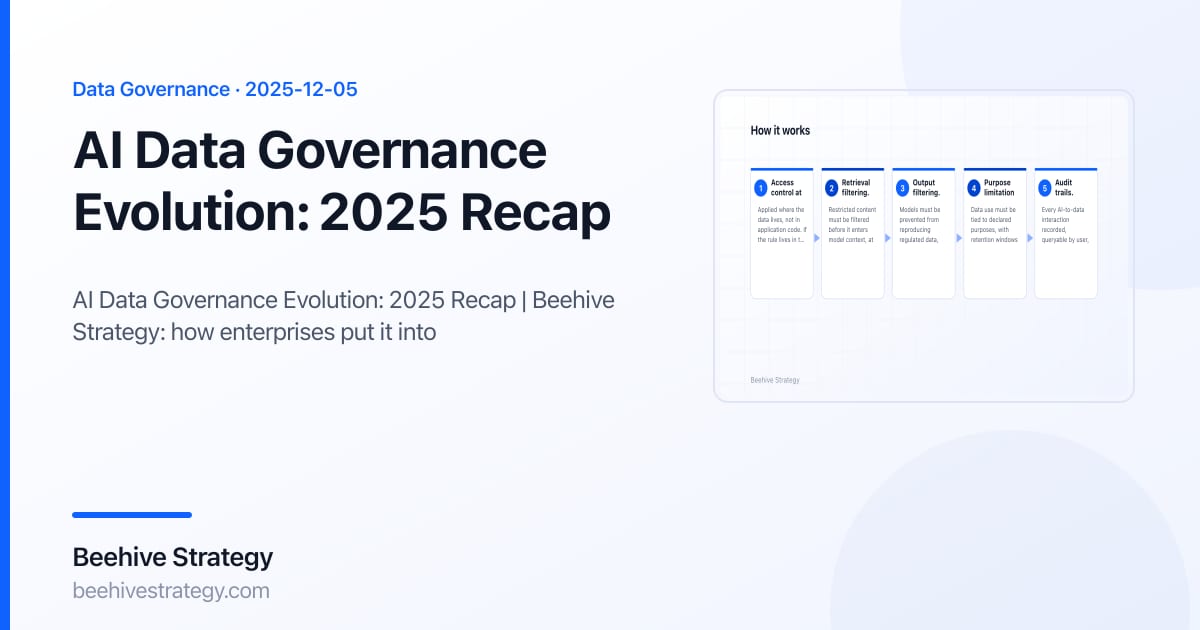 Data Governance · 2025-12-05
AI Data Governance
Evolution: 2025 Recap
AI Data Governance Evolution: 2025 Recap | Beehive
Strategy: how enterprises put it into
Beehive Strategy
beehivestrategy.com
How it works
1
Access
control at
Applied where the
data lives, not in
application code. If
the rule lives in t...
2
Retrieval
filtering.
Restricted content
must be filtered
before it enters
model context, at
3
Output
filtering.
Models must be
prevented from
reproducing
regulated data,
4
Purpose
limitation
Data use must be
tied to declared
purposes, with
retention windows
5
Audit
trails.
Every AI-to-data
interaction
recorded,
queryable by user,
Beehive Strategy